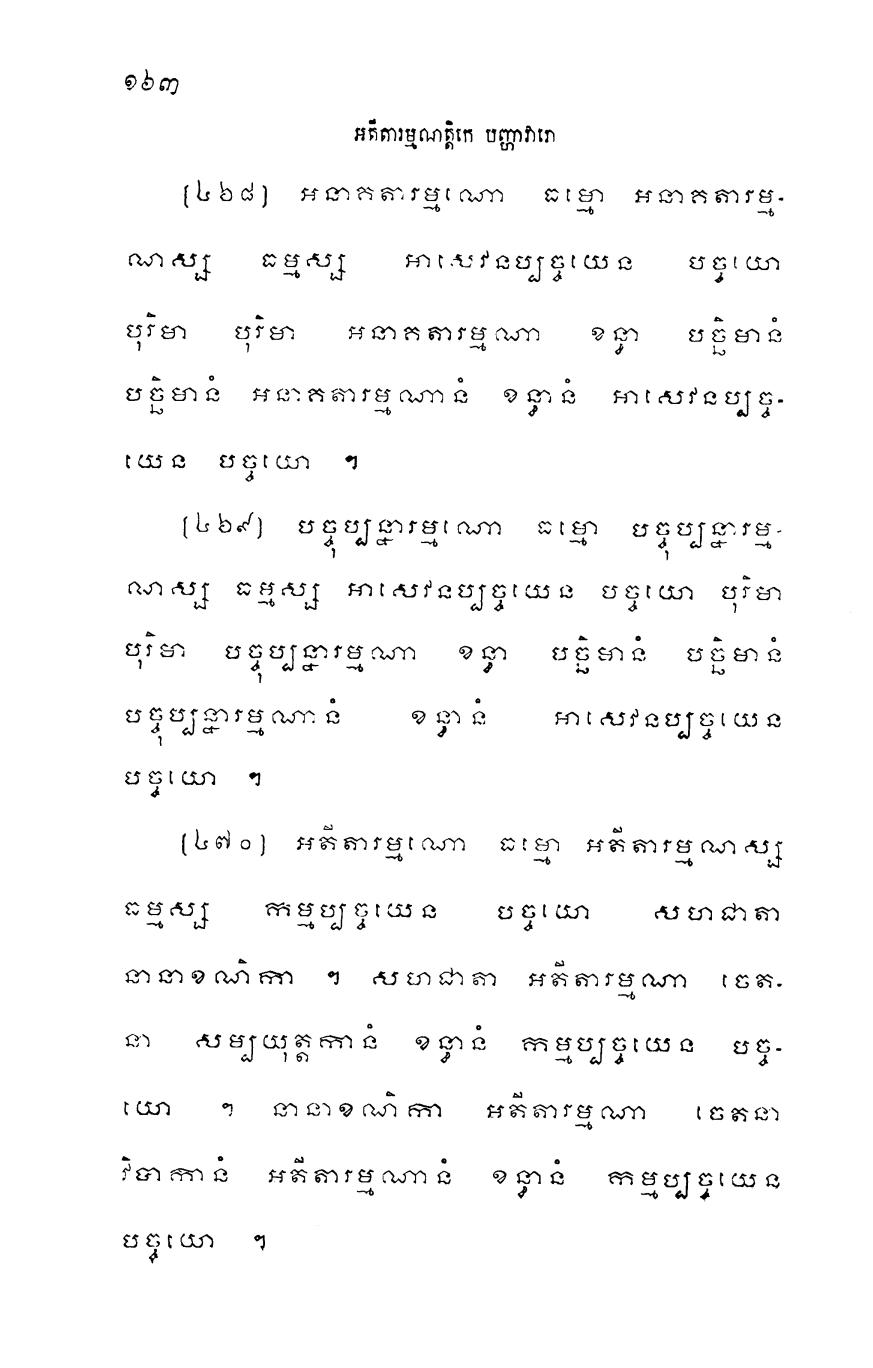 ១៦៣
អតីតារម្មណត្តិកេ បញ្ហាវារោ
(៤៦៨) អនាគតារម្មណោ ធម្មោ អនាគតារម្ម-
ណស្ស ធម្មស្ស អាសេវនប្បច្ចយេន បច្ចយោ
បុរិមា បុរិមា អនាគតារម្មណា ខន្ធា បច្ឆិមានំ
បច្ឆិមានំ អនាគតារម្មណានំ ខន្ធានំ អាសេវនប្បច្ច-
យេន បច្ចយោ ។
(៤៦៩) បច្ចុប្បន្នារម្មណោ ធម្មោ បច្ចុប្បន្នារម្ម-
ណស្ស ធម្មស្ស អាសេវនប្បច្ចយេន បច្ចយោ បុរិមា
បុរិមា បច្ចុប្បន្នារម្មណា ខន្ធា បច្ឆិមានំ បច្ឆិមានំ
បច្ចុប្បន្នារម្មណានំ ខន្ធានំ អាសេវនប្បច្ចយេន
បច្ចយោ ។
(៤៧០) អតីតារម្មណោ ធម្មោ អតីតារម្មណស្ស
ធម្មស្ស កម្មប្បច្ចយេន បច្ចយោ សហជាតា
នានាខណិកា ។ សហជាតា អតីតារម្មណា ចេត-
នា សម្បយុត្តកានំ ខន្ធានំ កម្មប្បច្ចយេន បច្ច-
យោ ។ នានាខណិកា អតីតារម្មណា ចេតនា
វិបាកានំ អតីតារម្មណានំ ខន្ធានំ កម្មប្បច្ចយេន
បច្ចយោ ។